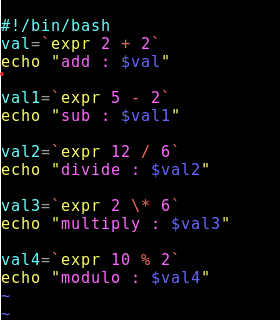 #!/bin/bash
val=`expr 2 + 2`
echo "add : $val"
val1=`expr 5 - 2`
echo "sub : $val1"
val2=`expr 12 / 6`
echo "divide : $val2"
val3=`expr 2 \* 6`
echo "multiply : $val3"
val4=`expr 10 % 2`
echo "modulo : $val4"
~
~